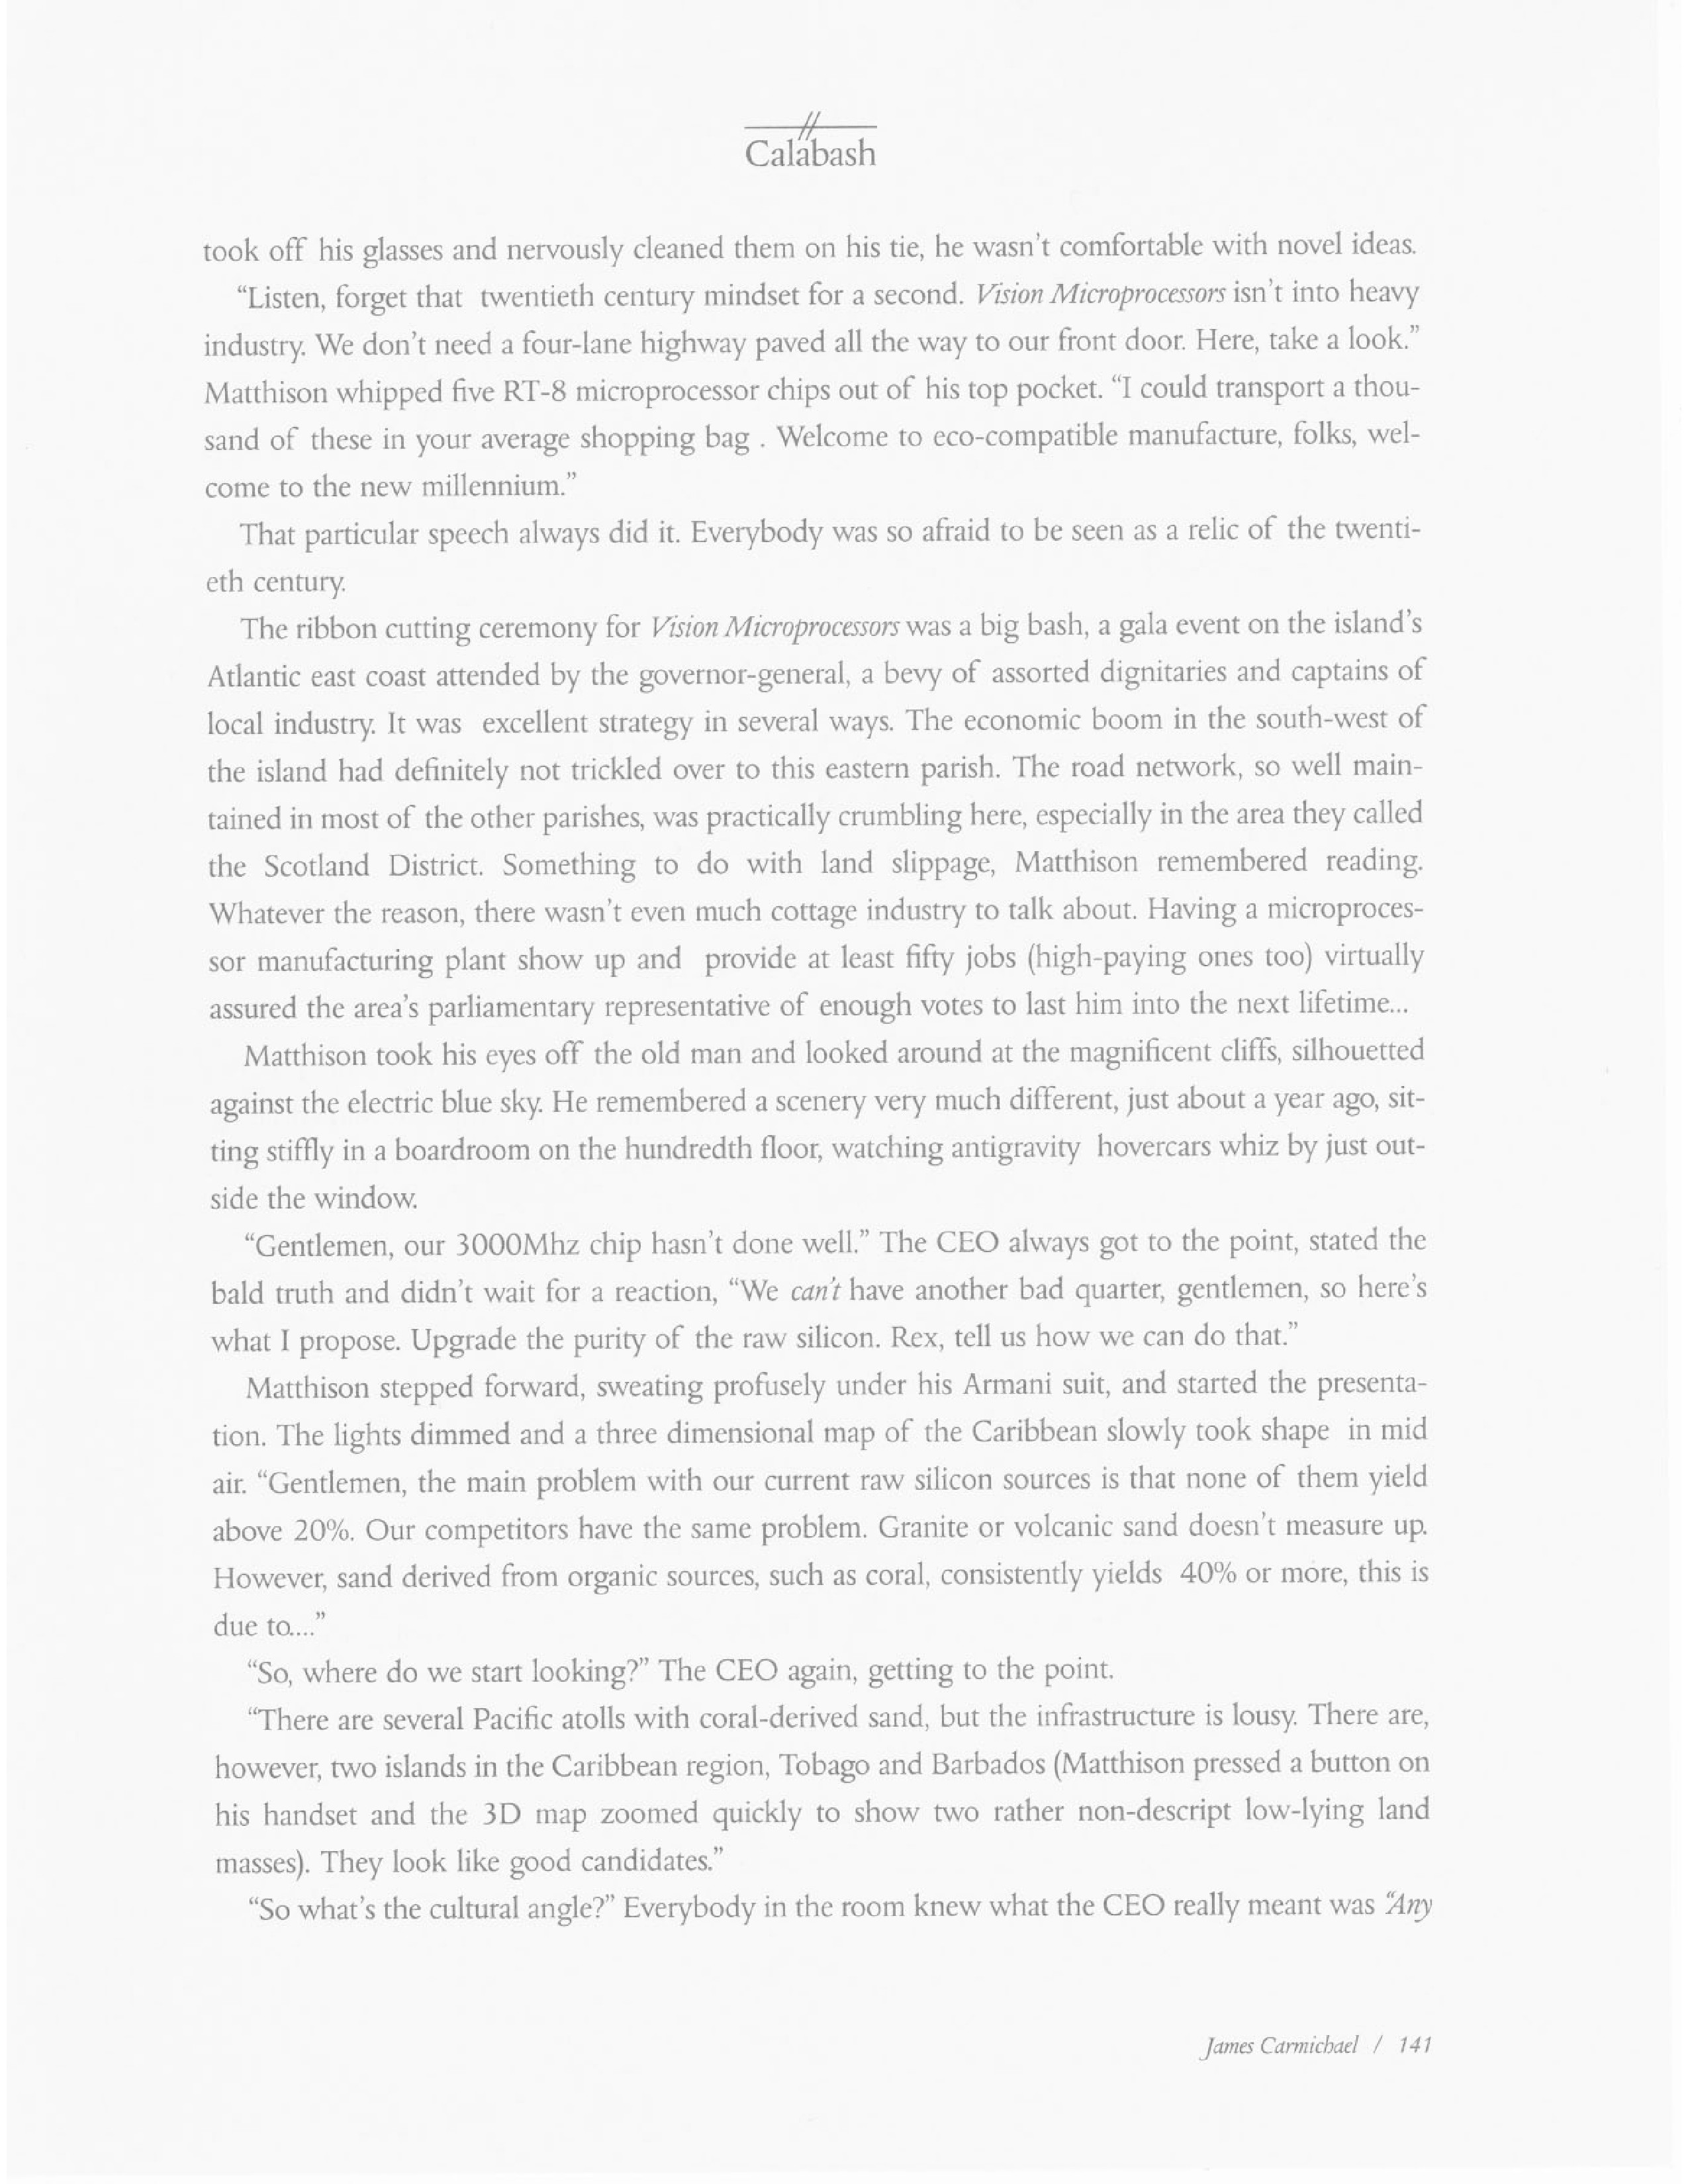 Calabash
took off his glasses and nervously cleaned them on his tie, he wasn't comfortable with novel ideas.
“Listen, forget that twentieth century mindset for a second. Vision Microprocessors isn't into heavy
industry. We don't need a four-lane highway paved all the way to our front door. Here, take a look.”
Matthison whipped five RT-8 microprocessor chips out of his top pocket. “I could transport a thou-
sand of these in your average shopping bag . Welcome to eco-compatible manufacture, folks, wel-
come to the new millennium.”
That particular speech always did it. Everybody was so afraid to be seen as a relic of the twenti-
eth century.
The ribbon cutting ceremony for Vision Microprocessors was a big bash, a gala event on the island's
Atlantic east coast attended by the governor-general, a bevy of assorted dignitaries and captains of
local industry. It was excellent strategy in several ways. The economic boom in the south-west of
the island had definitely not trickled over to this eastern parish. The road network, so well main-
tained in most of the other parishes, was practically crumbling here, especially in the area they called
the Scotland District. Something to do with land slippage, Matthison remembered reading.
Whatever the reason, there wasn't even much cottage industry to talk about. Having a microproces-
sor manufacturing plant show up and provide at least fifty jobs (high-paying ones too) virtually
assured the area's parliamentary representative of enough votes to last him into the next lifetime...
Matthison took his eyes off the old man and looked around at the magnificent cliffs, silhouetted
against the electric blue sky. He remembered a scenery very much different, just about a year ago, sit-
ting stiffly in a boardroom on the hundredth floor, watching antigravity hovercars whiz by just out-
side the window.
“Gentlemen, our 3000Mhz chip hasn't done well.” The CEO always got to the point, stated the
bald truth and didn't wait for a reaction, “We can't have another bad quarter, gentlemen, so here's
what I propose. Upgrade the purity of the raw silicon. Rex, tell us how we can do that.”
Matthison stepped forward, sweating profusely under his Armani suit, and started the presenta-
tion. The lights dimmed and a three dimensional map of the Caribbean slowly took shape in mid
air. “Gentlemen, the main problem with our current raw silicon sources is that none of them yield
above 20%. Our competitors have the same problem. Granite or volcanic sand doesn't measure up.
However, sand derived from organic sources, such as coral, consistently yields 40% or more, this is
due to....”
“So, where do we start looking?” The CEO again, getting to the point.
“There are several Pacific atolls with coral-derived sand, but the infrastructure is lousy. There are,
however, two islands in the Caribbean region, Tobago and Barbados (Matthison pressed a button on
his handset and the 3D map zoomed quickly to show two rather non-descript low-lying land
masses). They look like good candidates.”
“So what's the cultural angle?” Everybody in the room knew what the CEO really meant was “Any
James Carmichael / 141